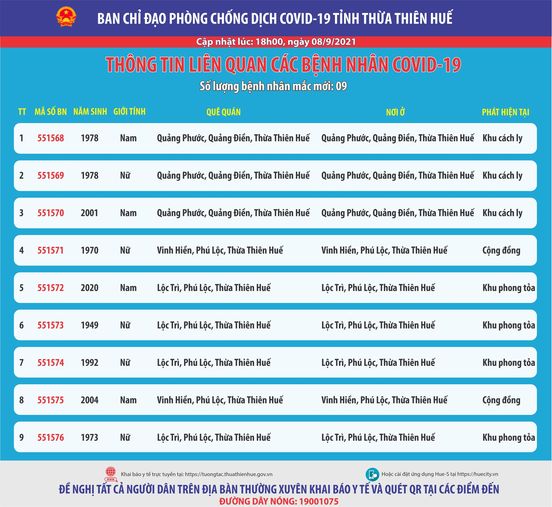 BAN CHỈ ĐẠO PHÒNG CHỐNG DỊCH COVID-19 TỈNH THỪA THIÊN HUẾ
Cập nhật lúc: 18h00, ngày 08/9/2021
THÔNG TIN LIÊN QUAN CÁC BỆNH NHÂN COVID-19
Số lượng bệnh nhân mắc mới: 09
TT MÃ SỐ BN NĂM SINH GIỚI TÍNH QUÊ QUÁN NƠI Ở PHÁT HIỆN TẠI
1 551568 1978 Nam Quảng Phước, Quảng Điền, Thừa Thiên Huế Quảng Phước, Quảng Điền, Thừa Thiên Huế Khu cách ly
2 551569 1978 Nữ Quảng Phước, Quảng Điền, Thừa Thiên Huế Quảng Phước, Quảng Điền, Thừa Thiên Huế Khu cách ly
3 551570 2001 Nam Quảng Phước, Quảng Điền, Thừa Thiên Huế Quảng Phước, Quảng Điền, Thừa Thiên Huế Khu cách ly
4 551571 1970 Nữ Vinh Hiền, Phú Lộc, Thừa Thiên Huế Vinh Hiền, Phú Lộc, Thừa Thiên Huế Cộng đồng
5 551572 2020 Nam Lộc Trì, Phú Lộc, Thừa Thiên Huế Lộc Trì, Phú Lộc, Thừa Thiên Huế Khu phong tỏa
6 551573 1949 Nữ Lộc Trì, Phú Lộc, Thừa Thiên Huế Lộc Trì, Phú Lộc, Thừa Thiên Huế Khu phong tỏa
7 551574 1992 Nữ Lộc Trì, Phú Lộc, Thừa Thiên Huế Lộc Trì, Phú Lộc, Thừa Thiên Huế Khu phong tỏa
8 551575 2004 Nam Vinh Hiền, Phú Lộc, Thừa Thiên Huế Vinh Hiền, Phú Lộc, Thừa Thiên Huế Cộng đồng
9 551576 1973 Nữ Lộc Trì, Phú Lộc, Thừa Thiên Huế Lộc Trì, Phú Lộc, Thừa Thiên Huế Khu phong tỏa
Khai báo y tế trực tuyến tại: https://tuongtac.thuathienhue.gov.vn Hoặc cài đặt ứng dụng Hue-S tại https://huecity.vn
ĐỀ NGHỊ TẤT CẢ NGƯỜI DÂN TRÊN ĐỊA BÀN THƯỜNG XUYÊN KHAI BÁO Y TẾ VÀ QUÉT QR TẠI CÁC ĐIỂM ĐẾN
ĐƯỜNG DÂY NÓNG: 19001075